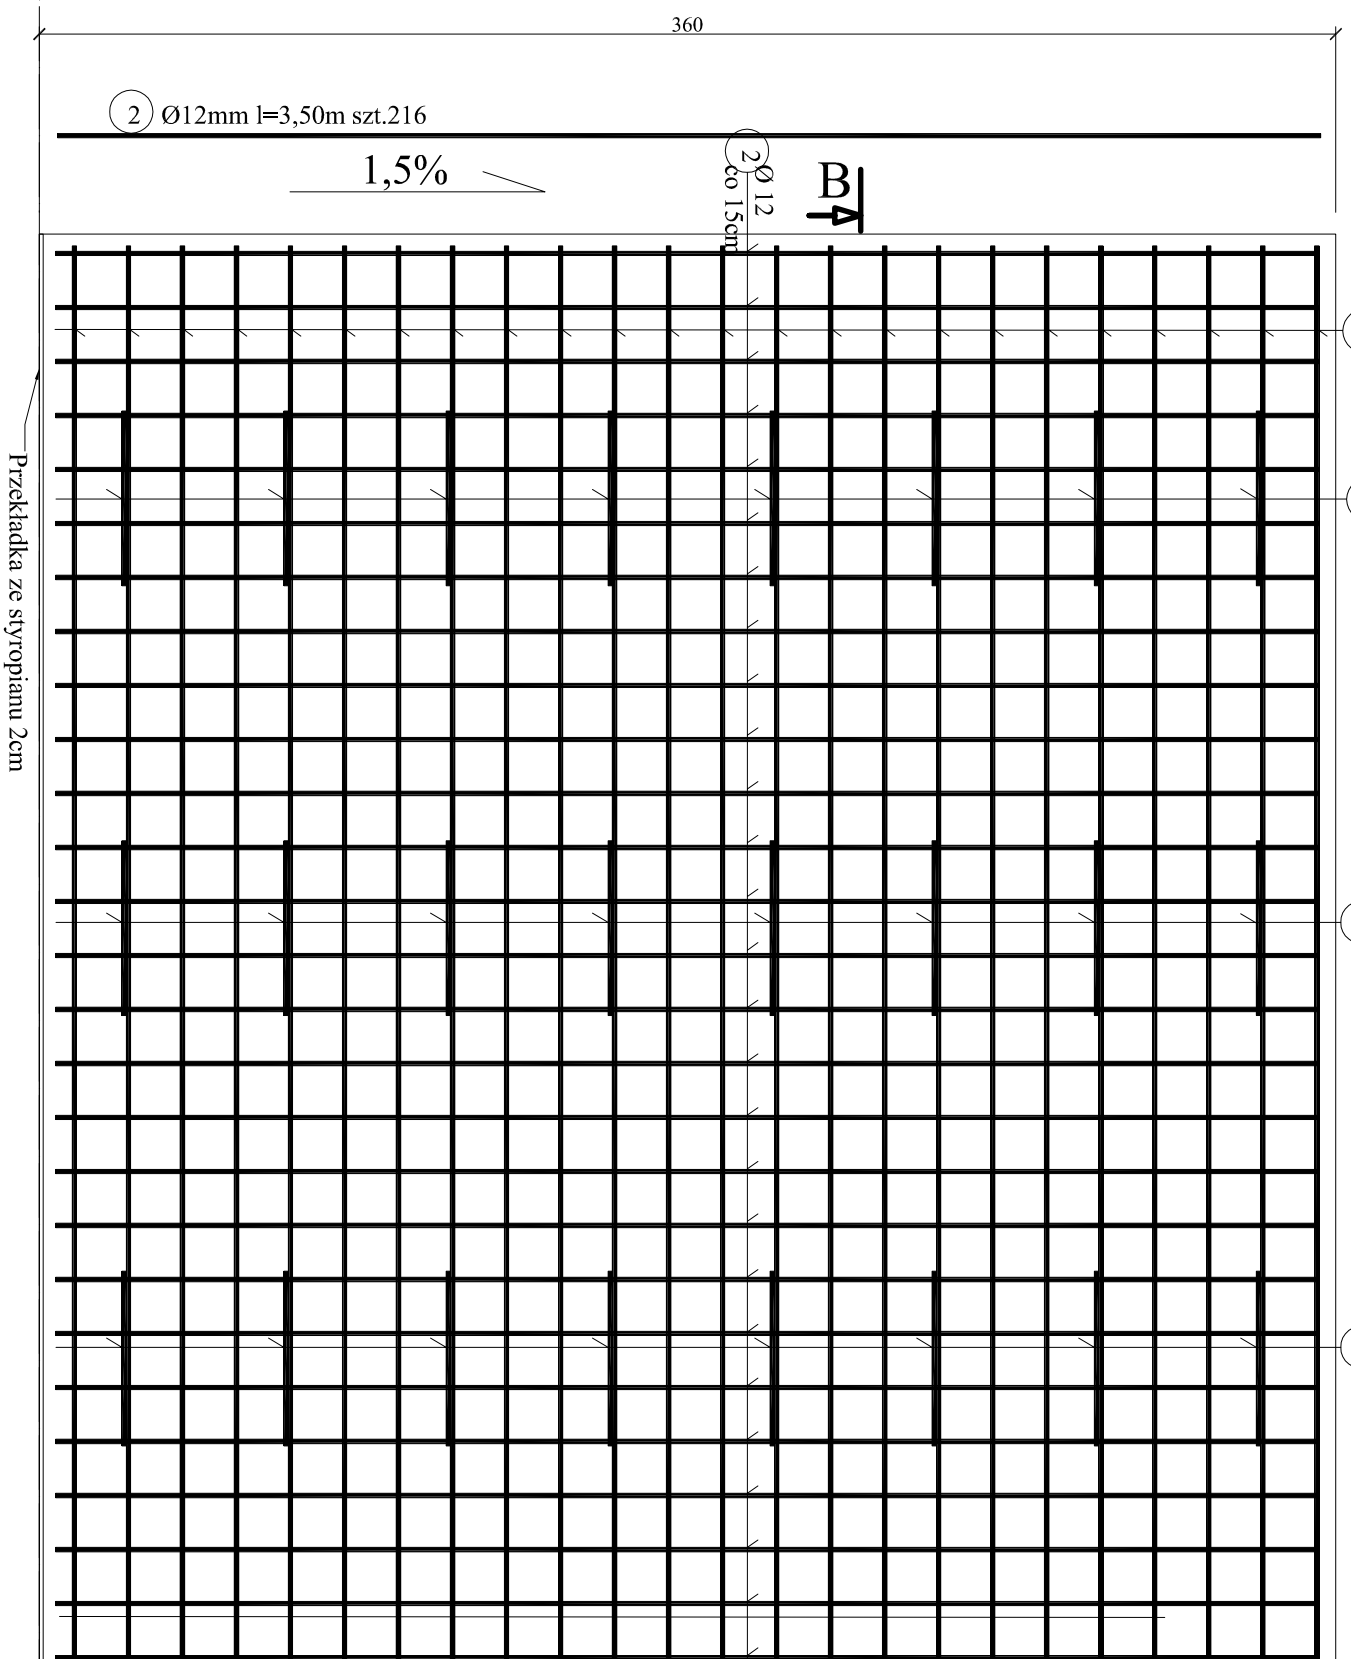 360
2 Ø12mm l=3,50m szt.216
1,5%
2 Ø 12
co 15cm
B
Przekładka ze styropianu 2cm